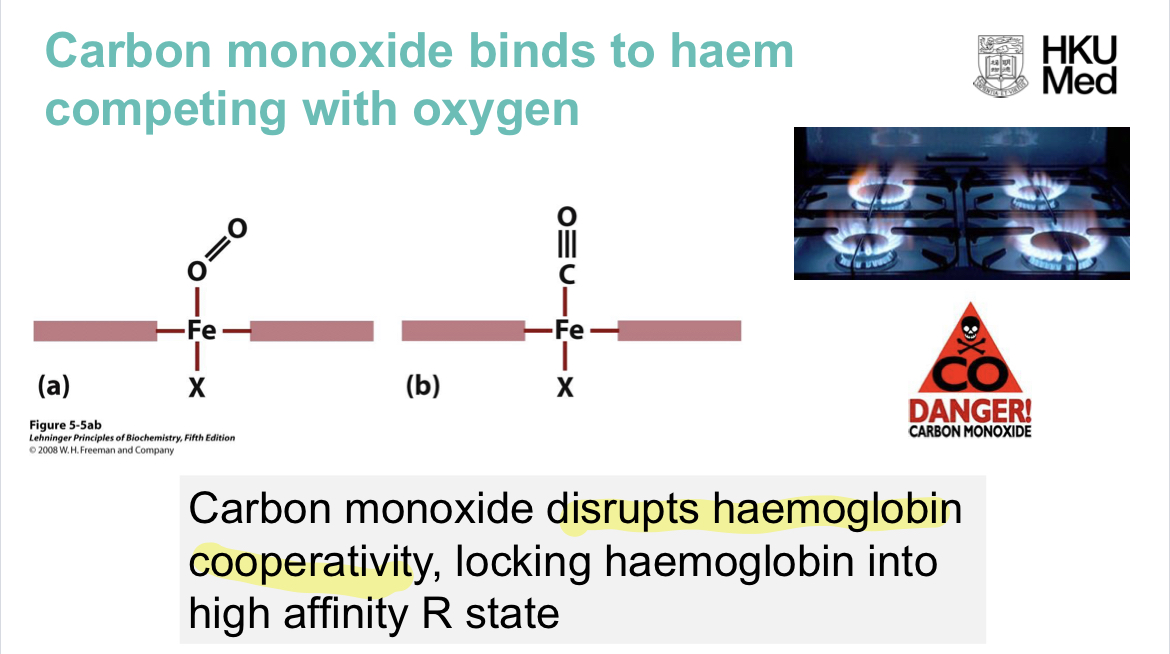 Carbon monoxide binds to haem
competing with oxygen
HKU
Med
O
O
Fe
X
(a)
O
C
Fe
X
(b)
Figure 5-5ab
Lehninger Principles of Biochemistry, Fifth Edition
© 2008 W. H. Freeman and Company
CO
DANGER!
CARBON MONOXIDE
Carbon monoxide disrupts haemoglobin
cooperativity, locking haemoglobin into
high affinity R state